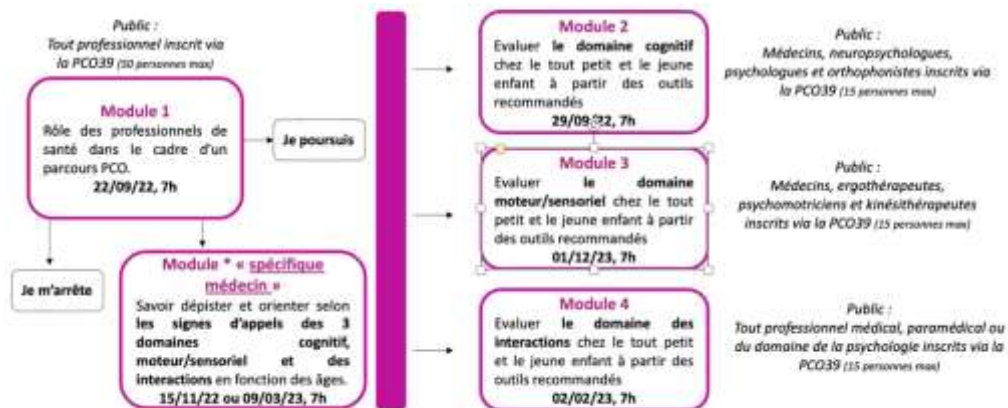 Public :
Tout professionnel inscrit via
la PCO39 (50 personnes max)
Module 1
Rôle des professionnels de
santé dans le cadre d'un
parcours PCO.
22/09/22, 7h
Je poursuis
Je m'arrête
Module * « spécifique
médecin »
Savoir dépister et orienter selon
les signes d'appels des 3
domaines cognitif,
moteur/sensoriel et des
interactions en fonction des âges.
15/11/22 ou 09/03/23, 7h
Module 2
Evaluer le domaine cognitif
chez le tout petit et le jeune
enfant à partir des outils
recommandés
29/09/22, 7h
Public :
Médecins, neuropsychologues,
psychologues et orthophonistes inscrits via
la PCO39 (15 personnes max)
Module 3
Evaluer le domaine
moteur/sensoriel chez le tout
petit et le jeune enfant à partir
des outils recommandés
01/12/23, 7h
Public :
Médecins, ergothérapeutes,
psychomotriciens et kinésithérapeutes
inscrits via la PCO39 (15 personnes max)
Module 4
Evaluer le domaine des
interactions chez le tout petit
et le jeune enfant à partir des
outils recommandés
02/02/23, 7h
Public :
Tout professionnel médical, paramédical ou
du domaine de la psychologie inscrits via la
PCO39 (15 personnes max)